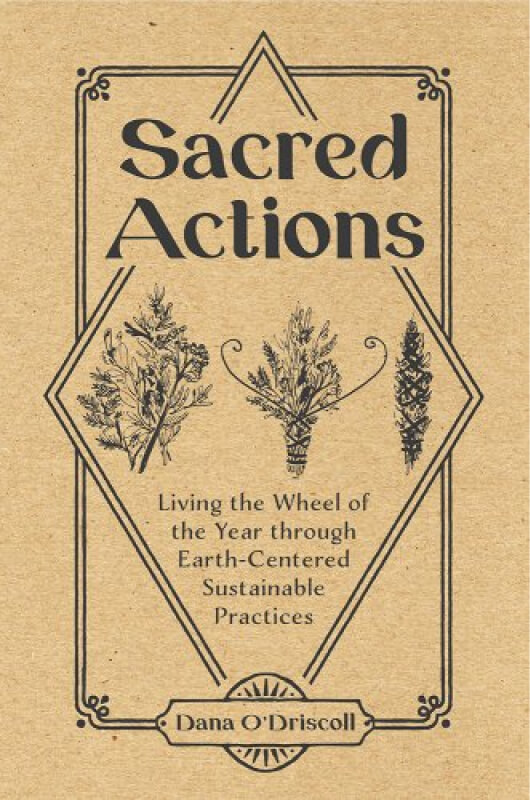 Sacred
Actions
Living the Wheel of
the Year through
Earth-Centered
Sustainable
Practices
Dana O'Driscoll